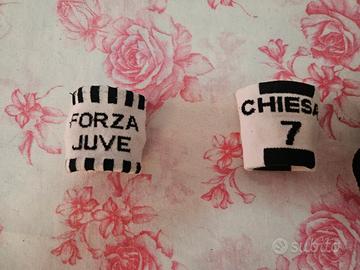 FORZA
JUVE
CHIESA
7
subito